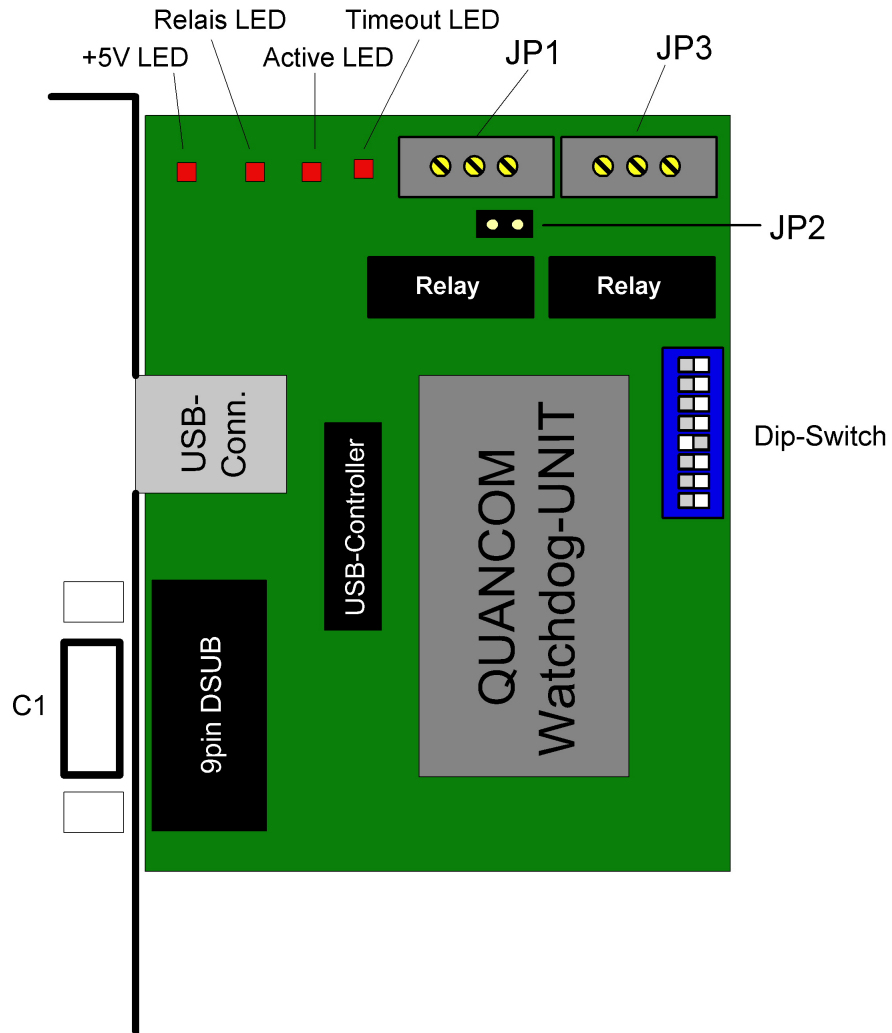 Relais LED
Timeout LED
+5V LED
Active LED
JP1
JP3
JP2
Relay
Relay
USB-
Conn.
USB-Controller
QUANCOM
Watchdog-UNIT
Dip-Switch
9pin DSUB
C1